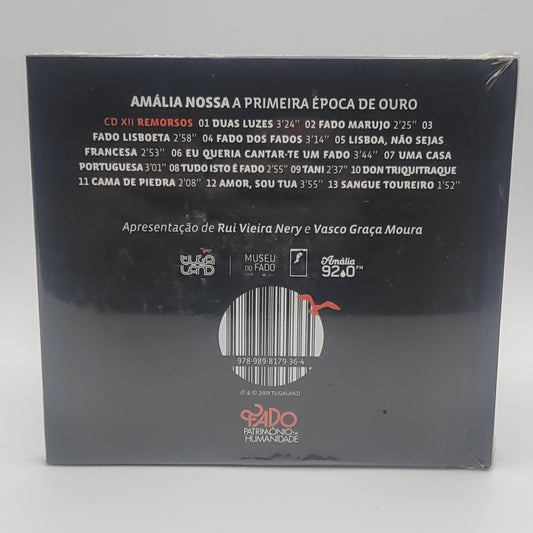 AMÁLIA NOSSA A PRIMEIRA ÉPOCA DE OURO
CD XII REMORSOS 01 DUAS LUZES 3'24'' 02 FADO MARUJO 2'25'' 03
FADO LISBOETA 2'58'' 04 FADO DOS FADOS 3'14'' 05 LISBOA, NÃO SEJAS
FRANCESA 2'53'' 06 EU QUERIA CANTAR-TE UM FADO 3'44'' 07 UMA CASA
PORTUGUESA 3'01'' 08 TUDO ISTO É FADO 2'55'' 09 TANI 2'37'' 10 DON TRIQUITRAQUE
11 CAMA DE PIEDRA 2'08'' 12 AMOR, SOU TUA 3'55'' 13 SANGUE TOUREIRO 1'52''
Apresentação de Rui Vieira Nery e Vasco Graça Moura
TUGA
LAND
MUSEU
DO FADO
Amália
92.0 FM
978-989-8179-36-4
℗ & © 2009 TUGALAND
FADO
PATRIMÓNIO DA
HUMANIDADE